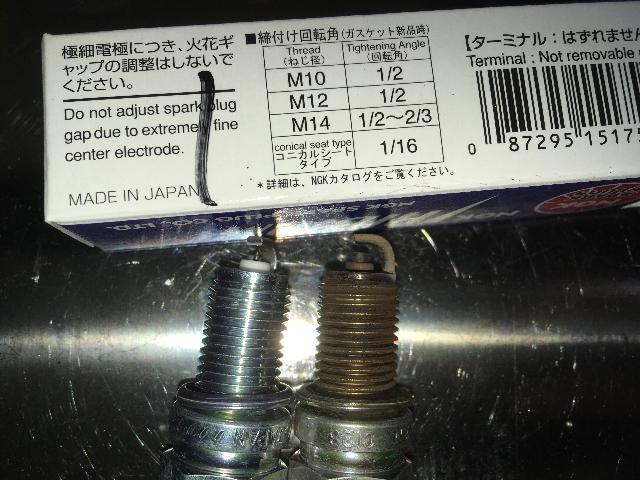 極細電極につき、火花ギ
ャップの調整はしないで
ください。
Do not adjust spark plug
gap due to extremely fine
center electrode.
MADE IN JAPAN
■締付け回転角(ガスケット新品時)
Thread
(ねじ径)
Tightening Angle
(回転角)
M10 1/2
M12 1/2
M14 1/2～2/3
conical seat type
コニカルシート
タイプ
1/16
＊詳細は、NGKカタログをご覧ください。
【ターミナル：はずれません
Terminal : Not removable
0 87295 1517